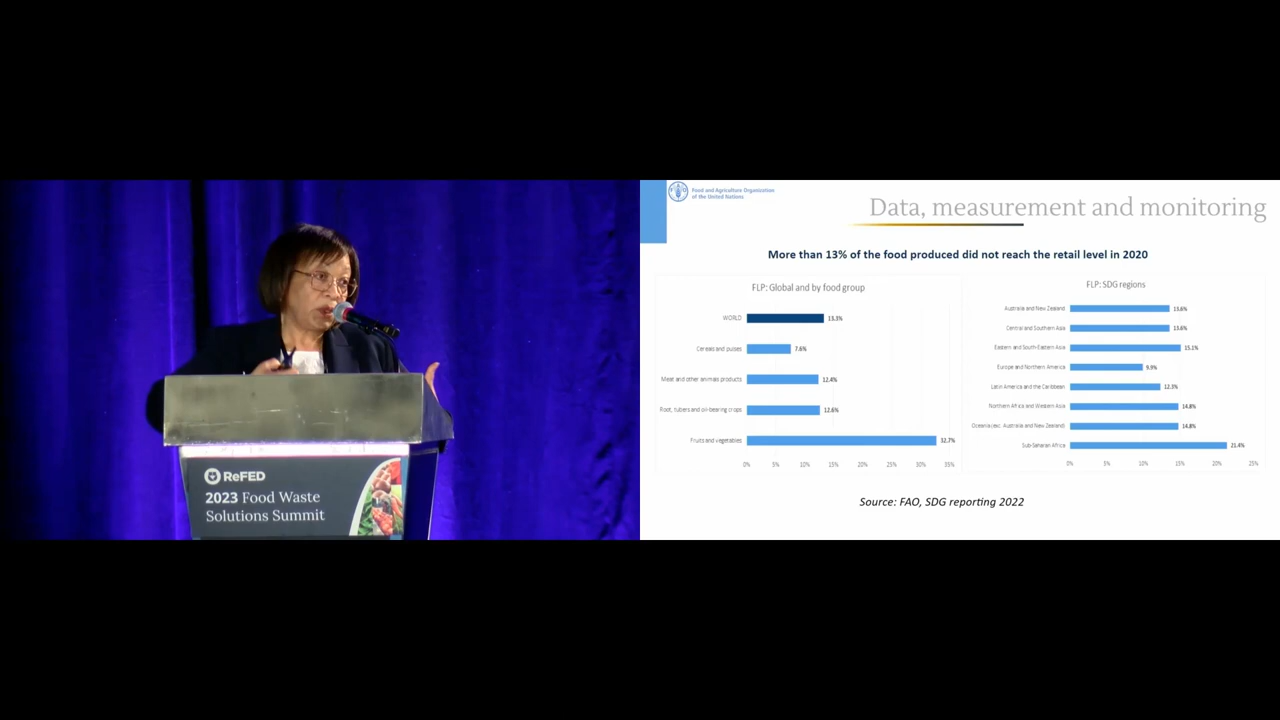 ReFED
2023 Food Waste
Solutions Summit
Food and Agriculture Organization
of the United Nations
Data, measurement and monitoring
More than 13% of the food produced did not reach the retail level in 2020
FLP: Global and by food group
WORLD
13.3%
Cereals and pulses
7.6%
Meat and other animals products
12.4%
Root, tubers and oil-bearing crops
12.6%
Fruits and vegetables
32.7%
0% 5% 10% 15% 20% 25% 30% 35%
FLP: SDG regions
Australia and New Zealand
13.6%
Central and Southern Asia
13.6%
Eastern and South-Eastern Asia
15.1%
Europe and Northern America
9.9%
Latin America and the Caribbean
12.3%
Northern Africa and Western Asia
14.8%
Oceania (exc. Australia and New Zealand)
14.8%
Sub-Saharan Africa
21.4%
0% 5% 10% 15% 20% 25%
Source: FAO, SDG reporting 2022